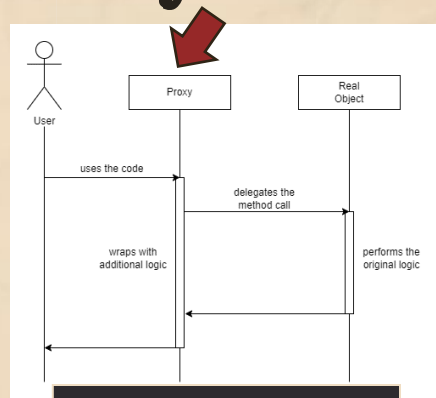 Proxy
Real
Object
User
uses the code
delegates the
method call
wraps with
additional logic
performs the
original logic